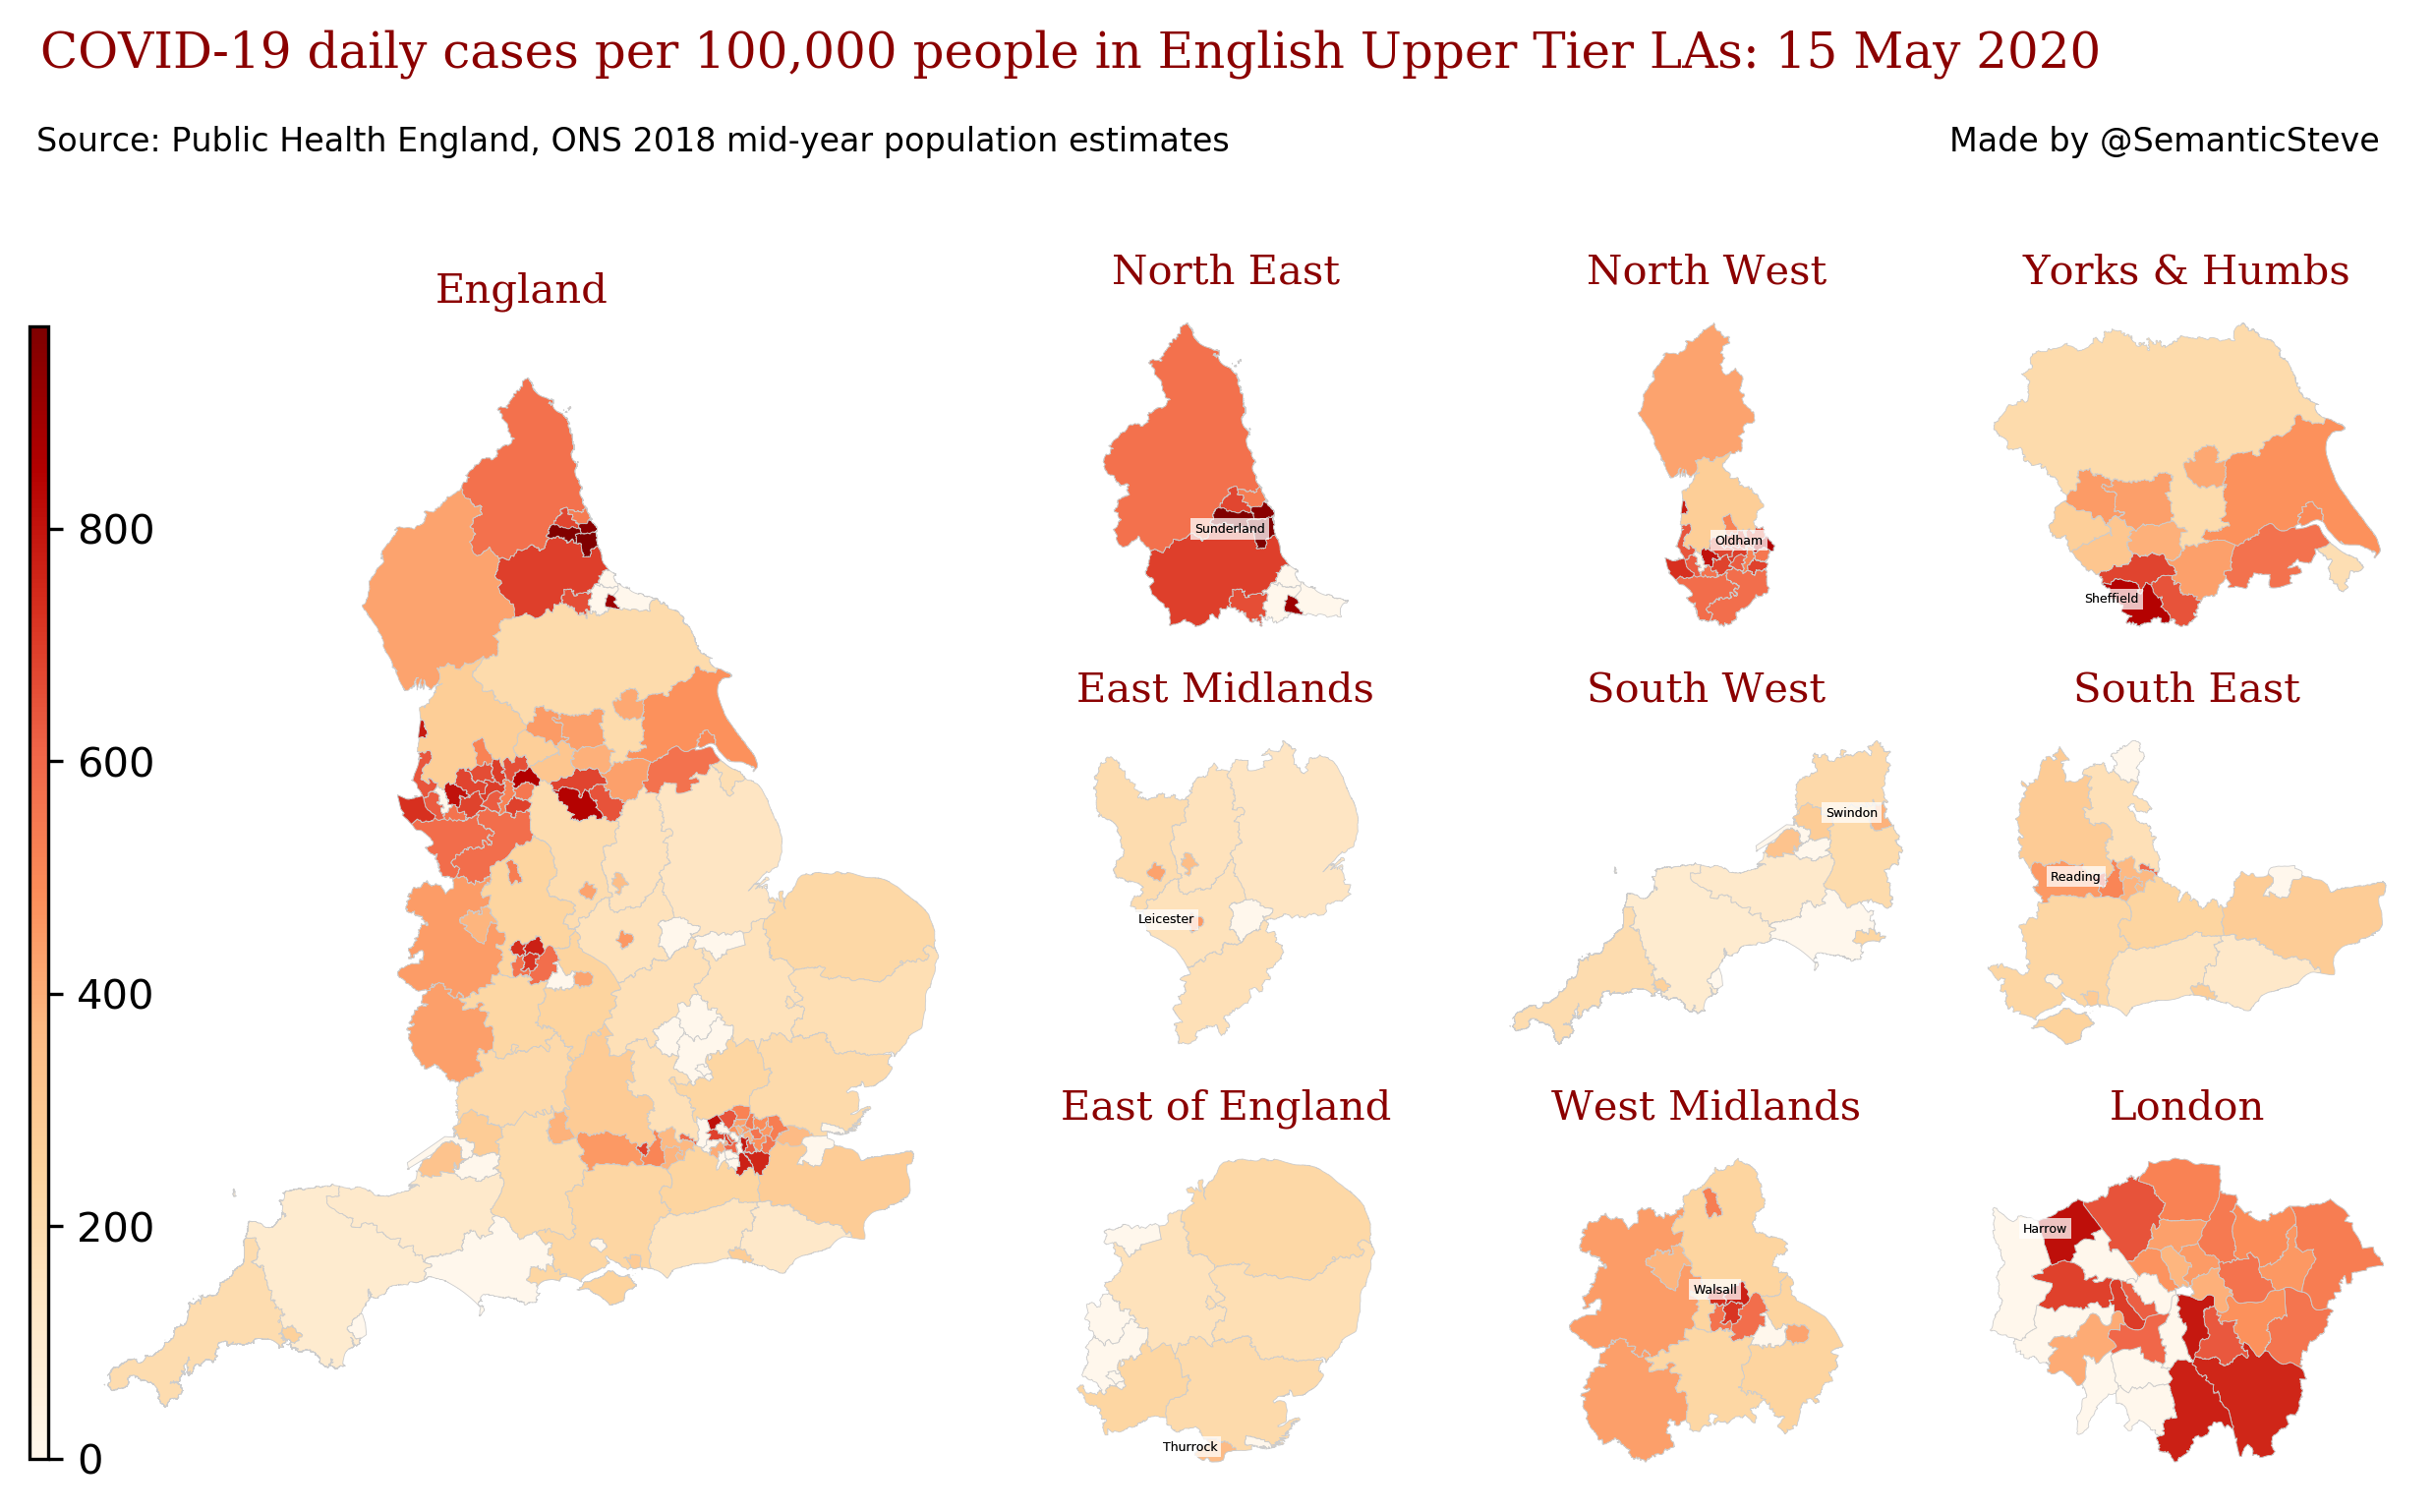 COVID-19 daily cases per 100,000 people in English Upper Tier LAs: 15 May 2020
Source: Public Health England, ONS 2018 mid-year population estimates
Made by @SemanticSteve
England
North East
North West
Yorks & Humbs
800
600
400
200
0
Sunderland
Oldham
Sheffield
East Midlands
South West
South East
Leicester
Swindon
Reading
East of England
West Midlands
London
Thurrock
Walsall
Harrow